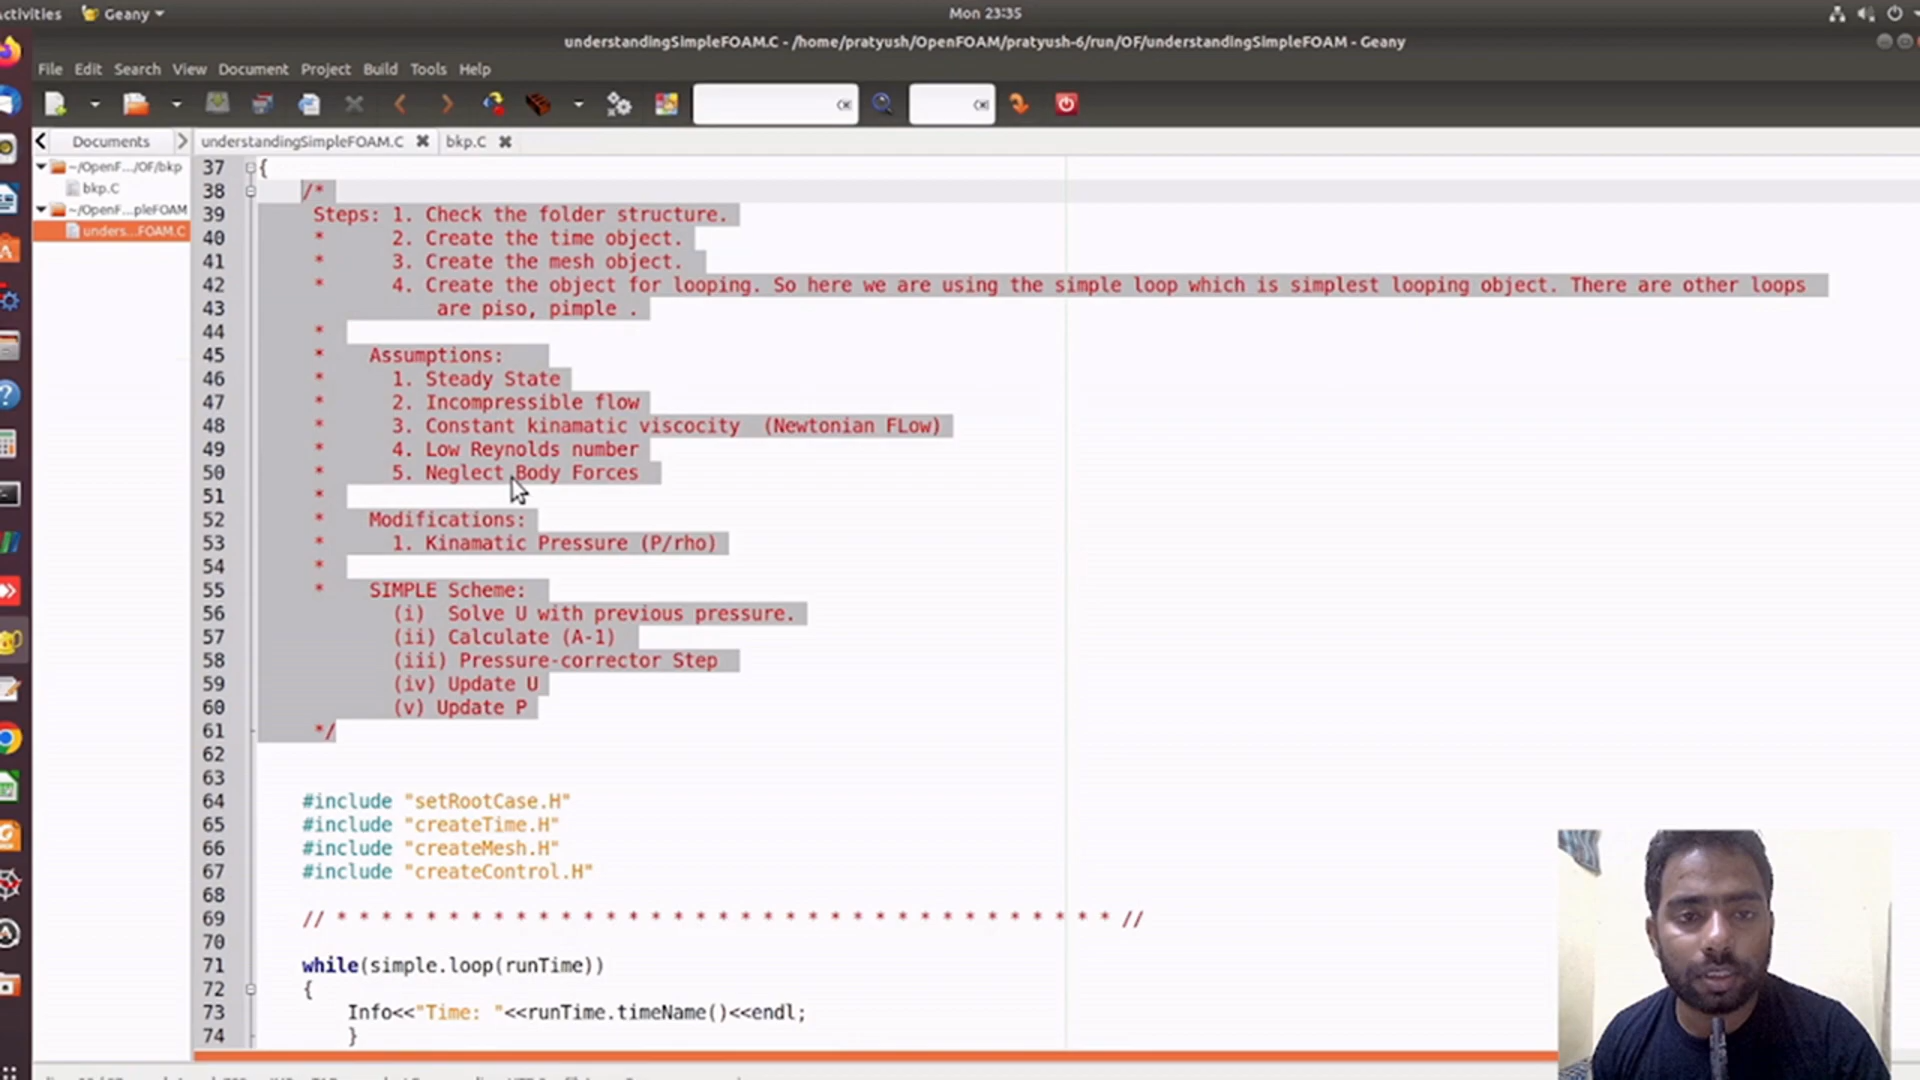 Activities Geany Mon 23:35
understandingSimpleFOAM.C - /home/pratyush/OpenFOAM/pratyush-6/run/OF/understandingSimpleFOAM - Geany
File Edit Search View Document Project Build Tools Help
Documents understandingSimpleFOAM.C bkp.C
~/OpenF.../OF/bkp
bkp.C
~/OpenF...pleFOAM
unders...FOAM.C
37 {
38 /*
39 Steps: 1. Check the folder structure.
40 * 2. Create the time object.
41 * 3. Create the mesh object.
42 * 4. Create the object for looping. So here we are using the simple loop which is simplest looping object. There are other loops
43 are piso, pimple .
44 *
45 * Assumptions:
46 * 1. Steady State
47 * 2. Incompressible flow
48 * 3. Constant kinamatic viscocity (Newtonian FLow)
49 * 4. Low Reynolds number
50 * 5. Neglect Body Forces
51 *
52 * Modifications:
53 * 1. Kinamatic Pressure (P/rho)
54 *
55 * SIMPLE Scheme:
56 (i) Solve U with previous pressure.
57 (ii) Calculate (A-1)
58 (iii) Pressure-corrector Step
59 (iv) Update U
60 (v) Update P
61 */
62
63
64 #include "setRootCase.H"
65 #include "createTime.H"
66 #include "createMesh.H"
67 #include "createControl.H"
68
69 // * * * * * * * * * * * * * * * * * * * * * * * * * * * * * * * * * * * //
70
71 while(simple.loop(runTime))
72 {
73 Info<<"Time: "<<runTime.timeName()<<endl;
74 }